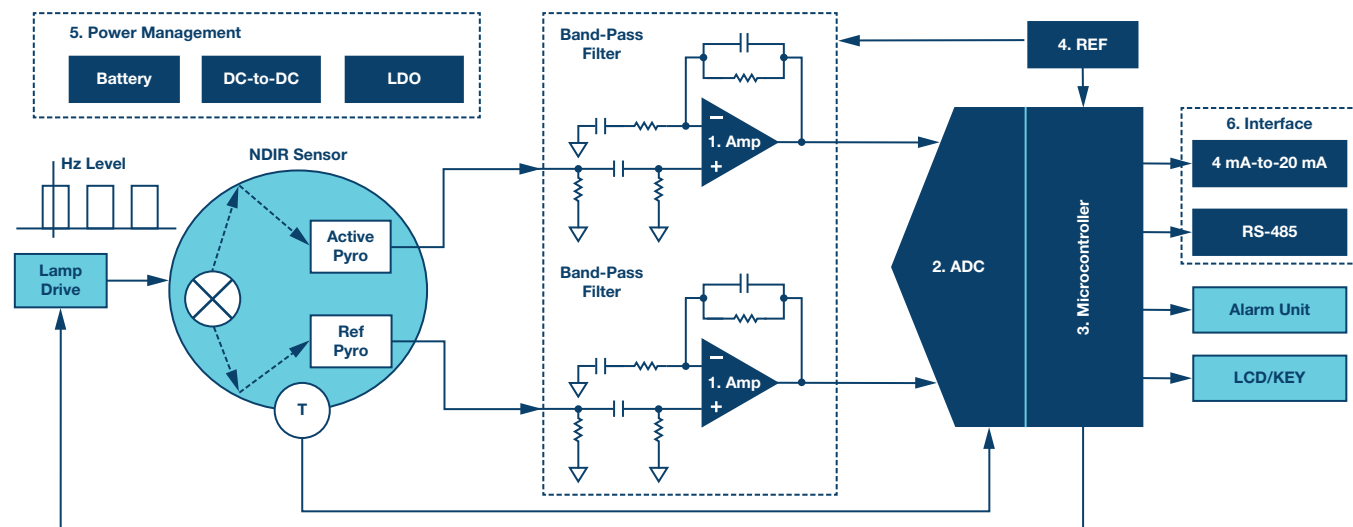 5. Power Management
Battery
DC-to-DC
LDO
Hz Level
NDIR Sensor
Lamp
Drive
Active
Pyro
Ref
Pyro
T
Band-Pass
Filter
−
1. Amp
+
Band-Pass
Filter
−
1. Amp
+
2. ADC
3. Microcontroller
4. REF
6. Interface
4 mA-to-20 mA
RS-485
Alarm Unit
LCD/KEY